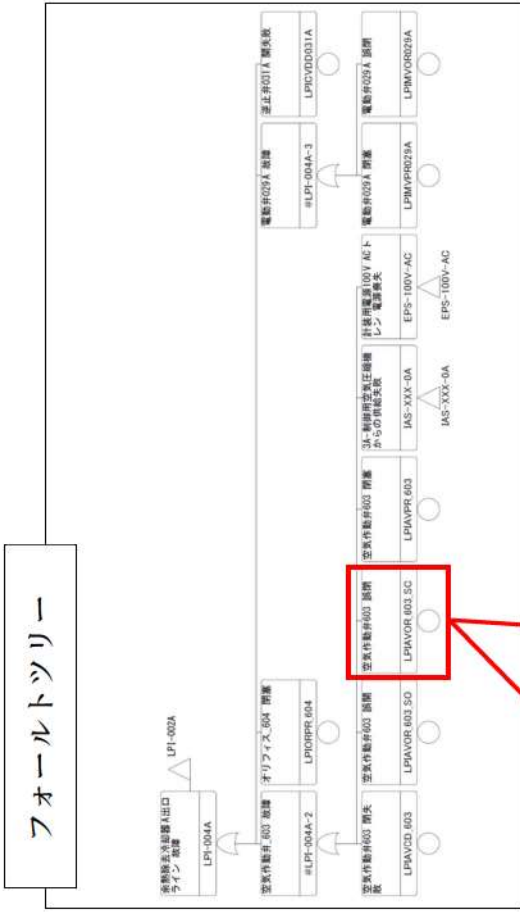 フォールトツリー
余熱除去冷却器A出口
ライン 故障
LPI-004A
LPI-002A
空気作動弁_603 故障
#LPI-004A-2
オリフィス_604 閉塞
LPIORPR_604
電動弁029A 故障
#LPI-004A-3
逆止弁031A 開失敗
LPICVDD031A
空気作動弁603 閉失
敗
LPIAVCD_603
空気作動弁603 誤開
LPIAVOR_603_SO
空気作動弁603 誤閉
LPIAVOR_603_SC
空気作動弁603 閉塞
LPIAVPR_603
3A-制御用空気圧縮機
からの供給失敗
IAS-XXX-0A
IAS-XXX-0A
計装用電源100V ACト
レン 電源喪失
EPS-100V-AC
EPS-100V-AC
電動弁029A 閉塞
LPIMVPR029A
電動弁029A 誤閉
LPIMVOR029A